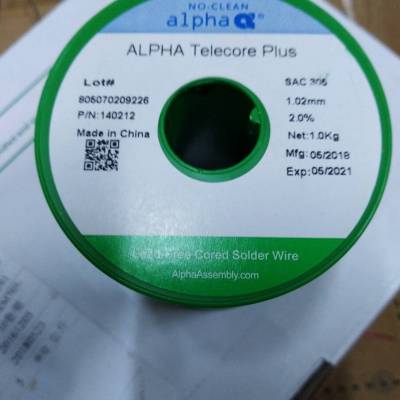 NO-CLEAN
alpha α®
ALPHA Telecore Plus
Lot#
805070209226
P/N:140212
Made in China
SAC 305
1.02mm
2.0%
Net:1.0Kg
Mfg: 05/2018
Exp: 05/2021
Lead-Free Cored Solder Wire
AlphaAssembly.com